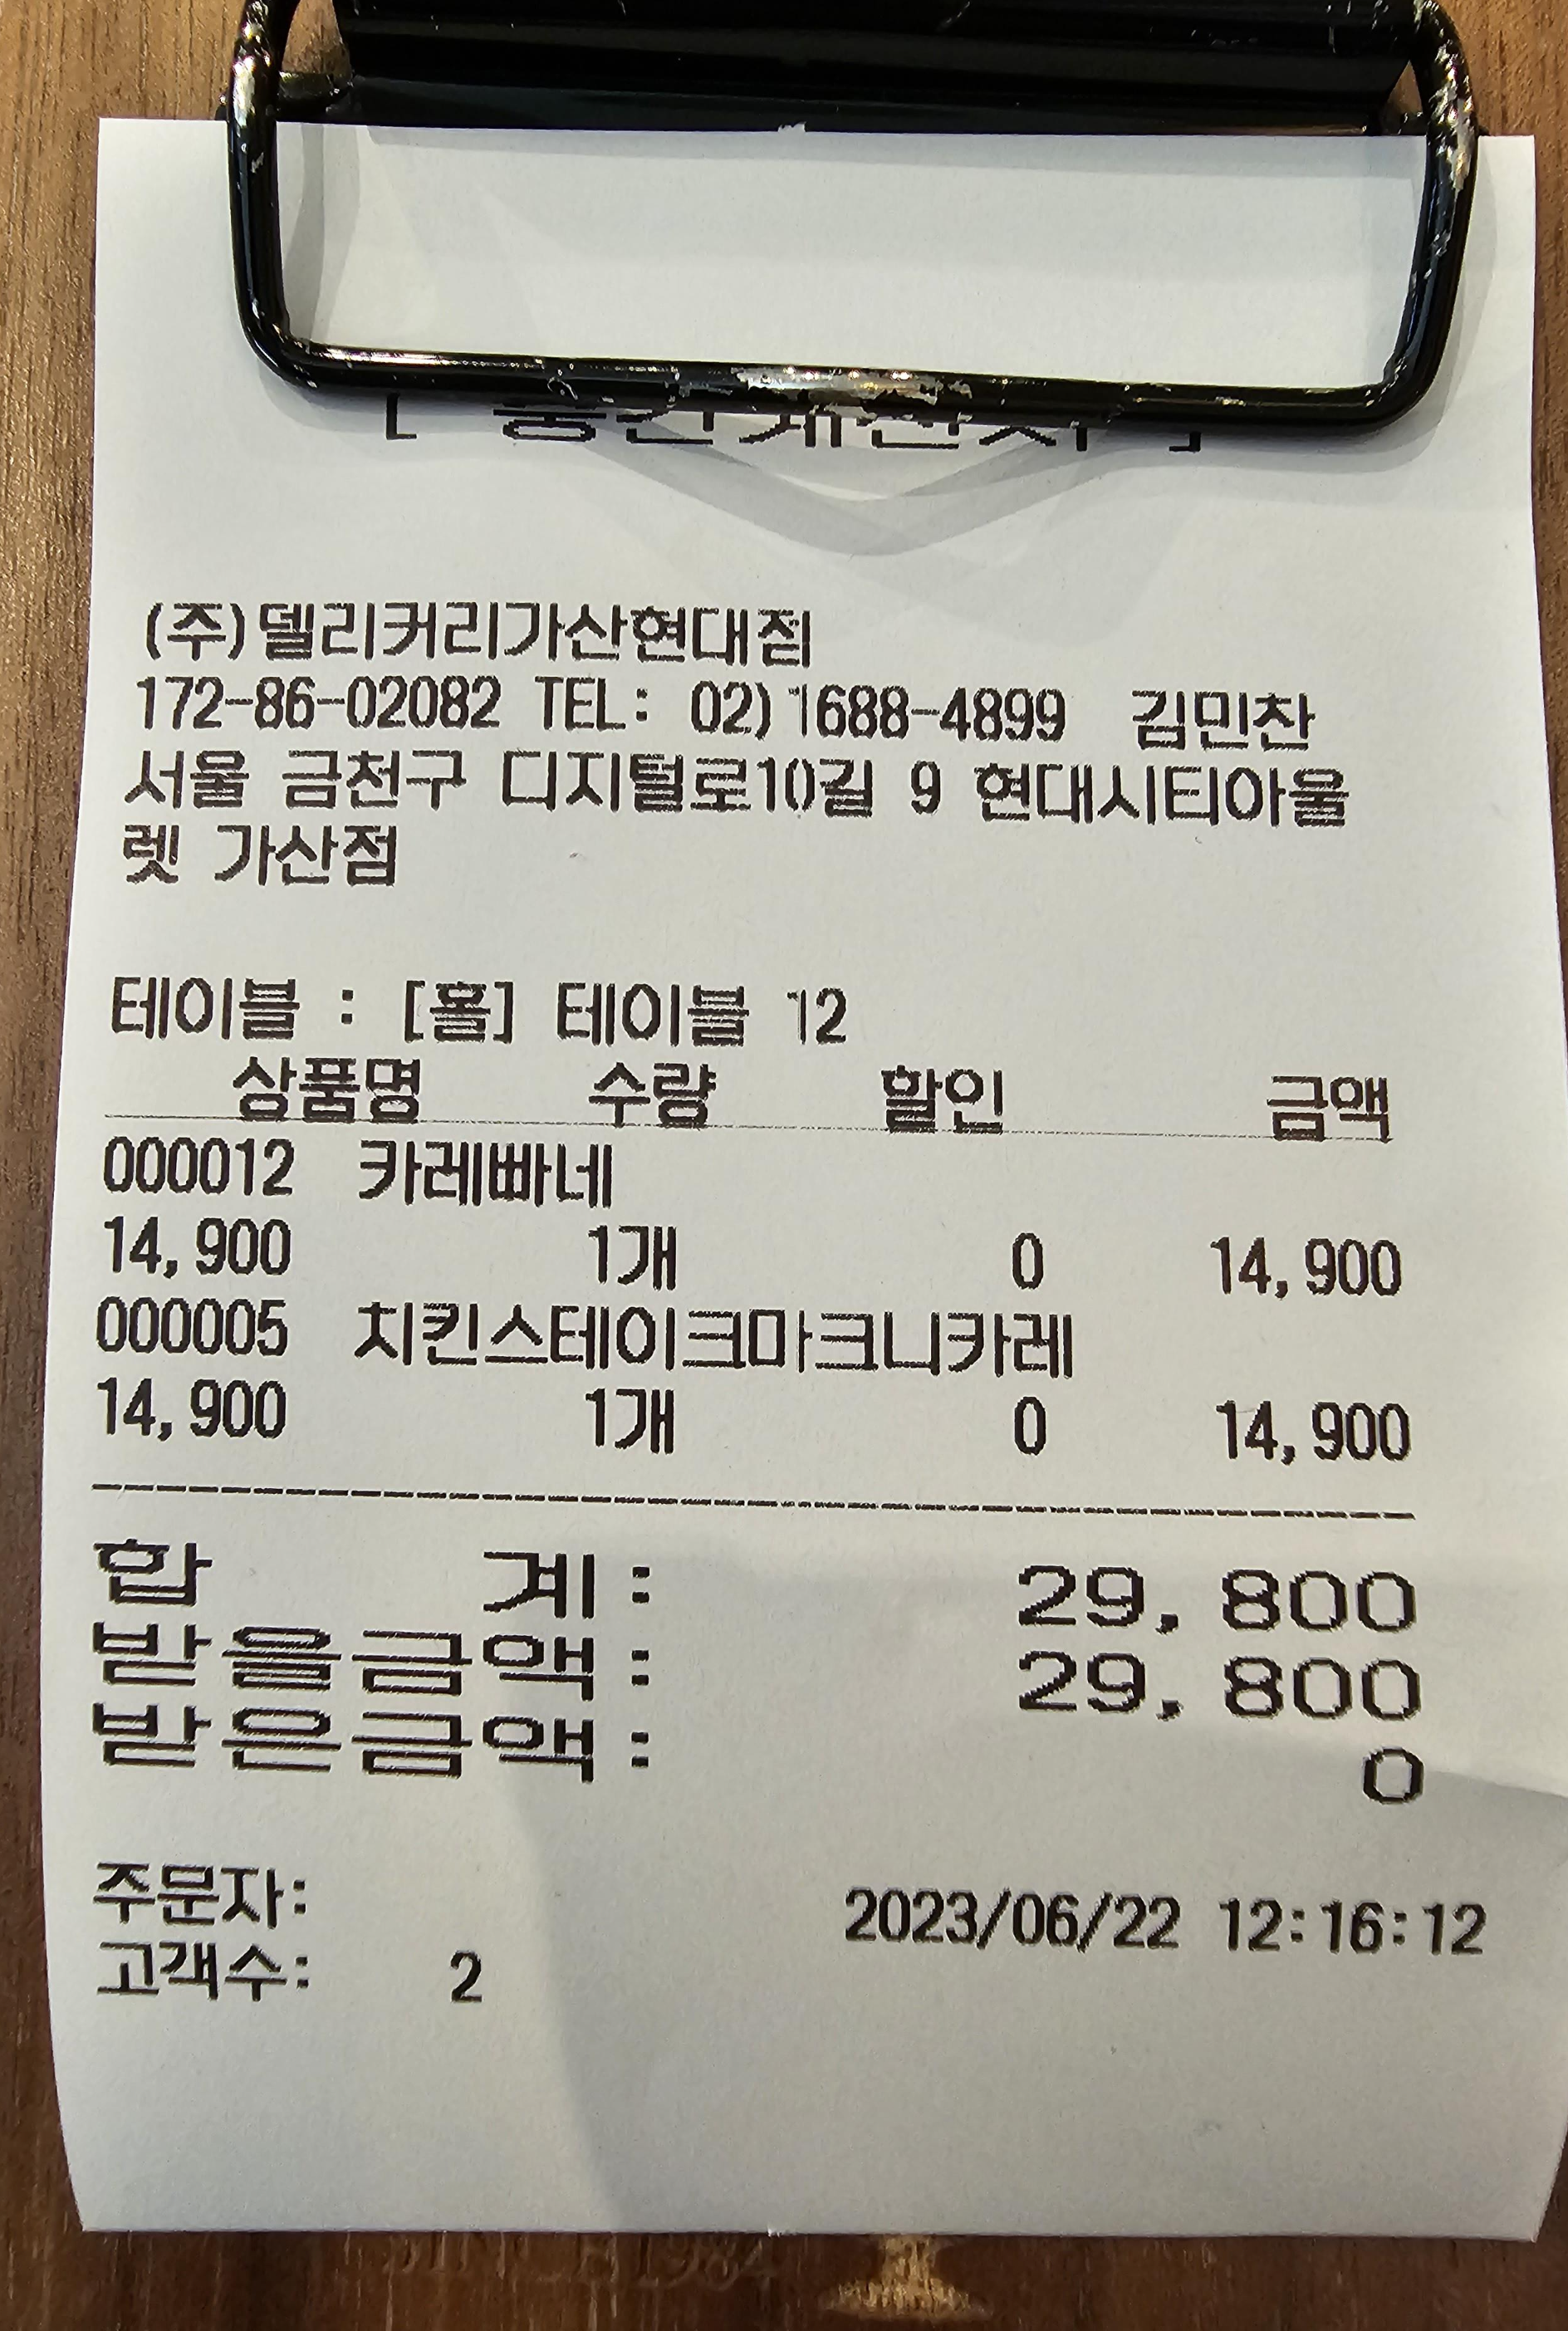 (주)델리커리가산현대점
172-86-02082 TEL: 02)1688-4899 김민찬
서울 금천구 디지털로10길 9 현대시티아울
렛 가산점
테이블 : [홀] 테이블 12
상품명 수량 할인 금액
000012 카레빠네
14,900 1개 0 14,900
000005 치킨스테이크마크니카레
14,900 1개 0 14,900
합 계: 29,800
받을금액: 29,800
받은금액: 0
주문자: 2023/06/22 12:16:12
고객수: 2